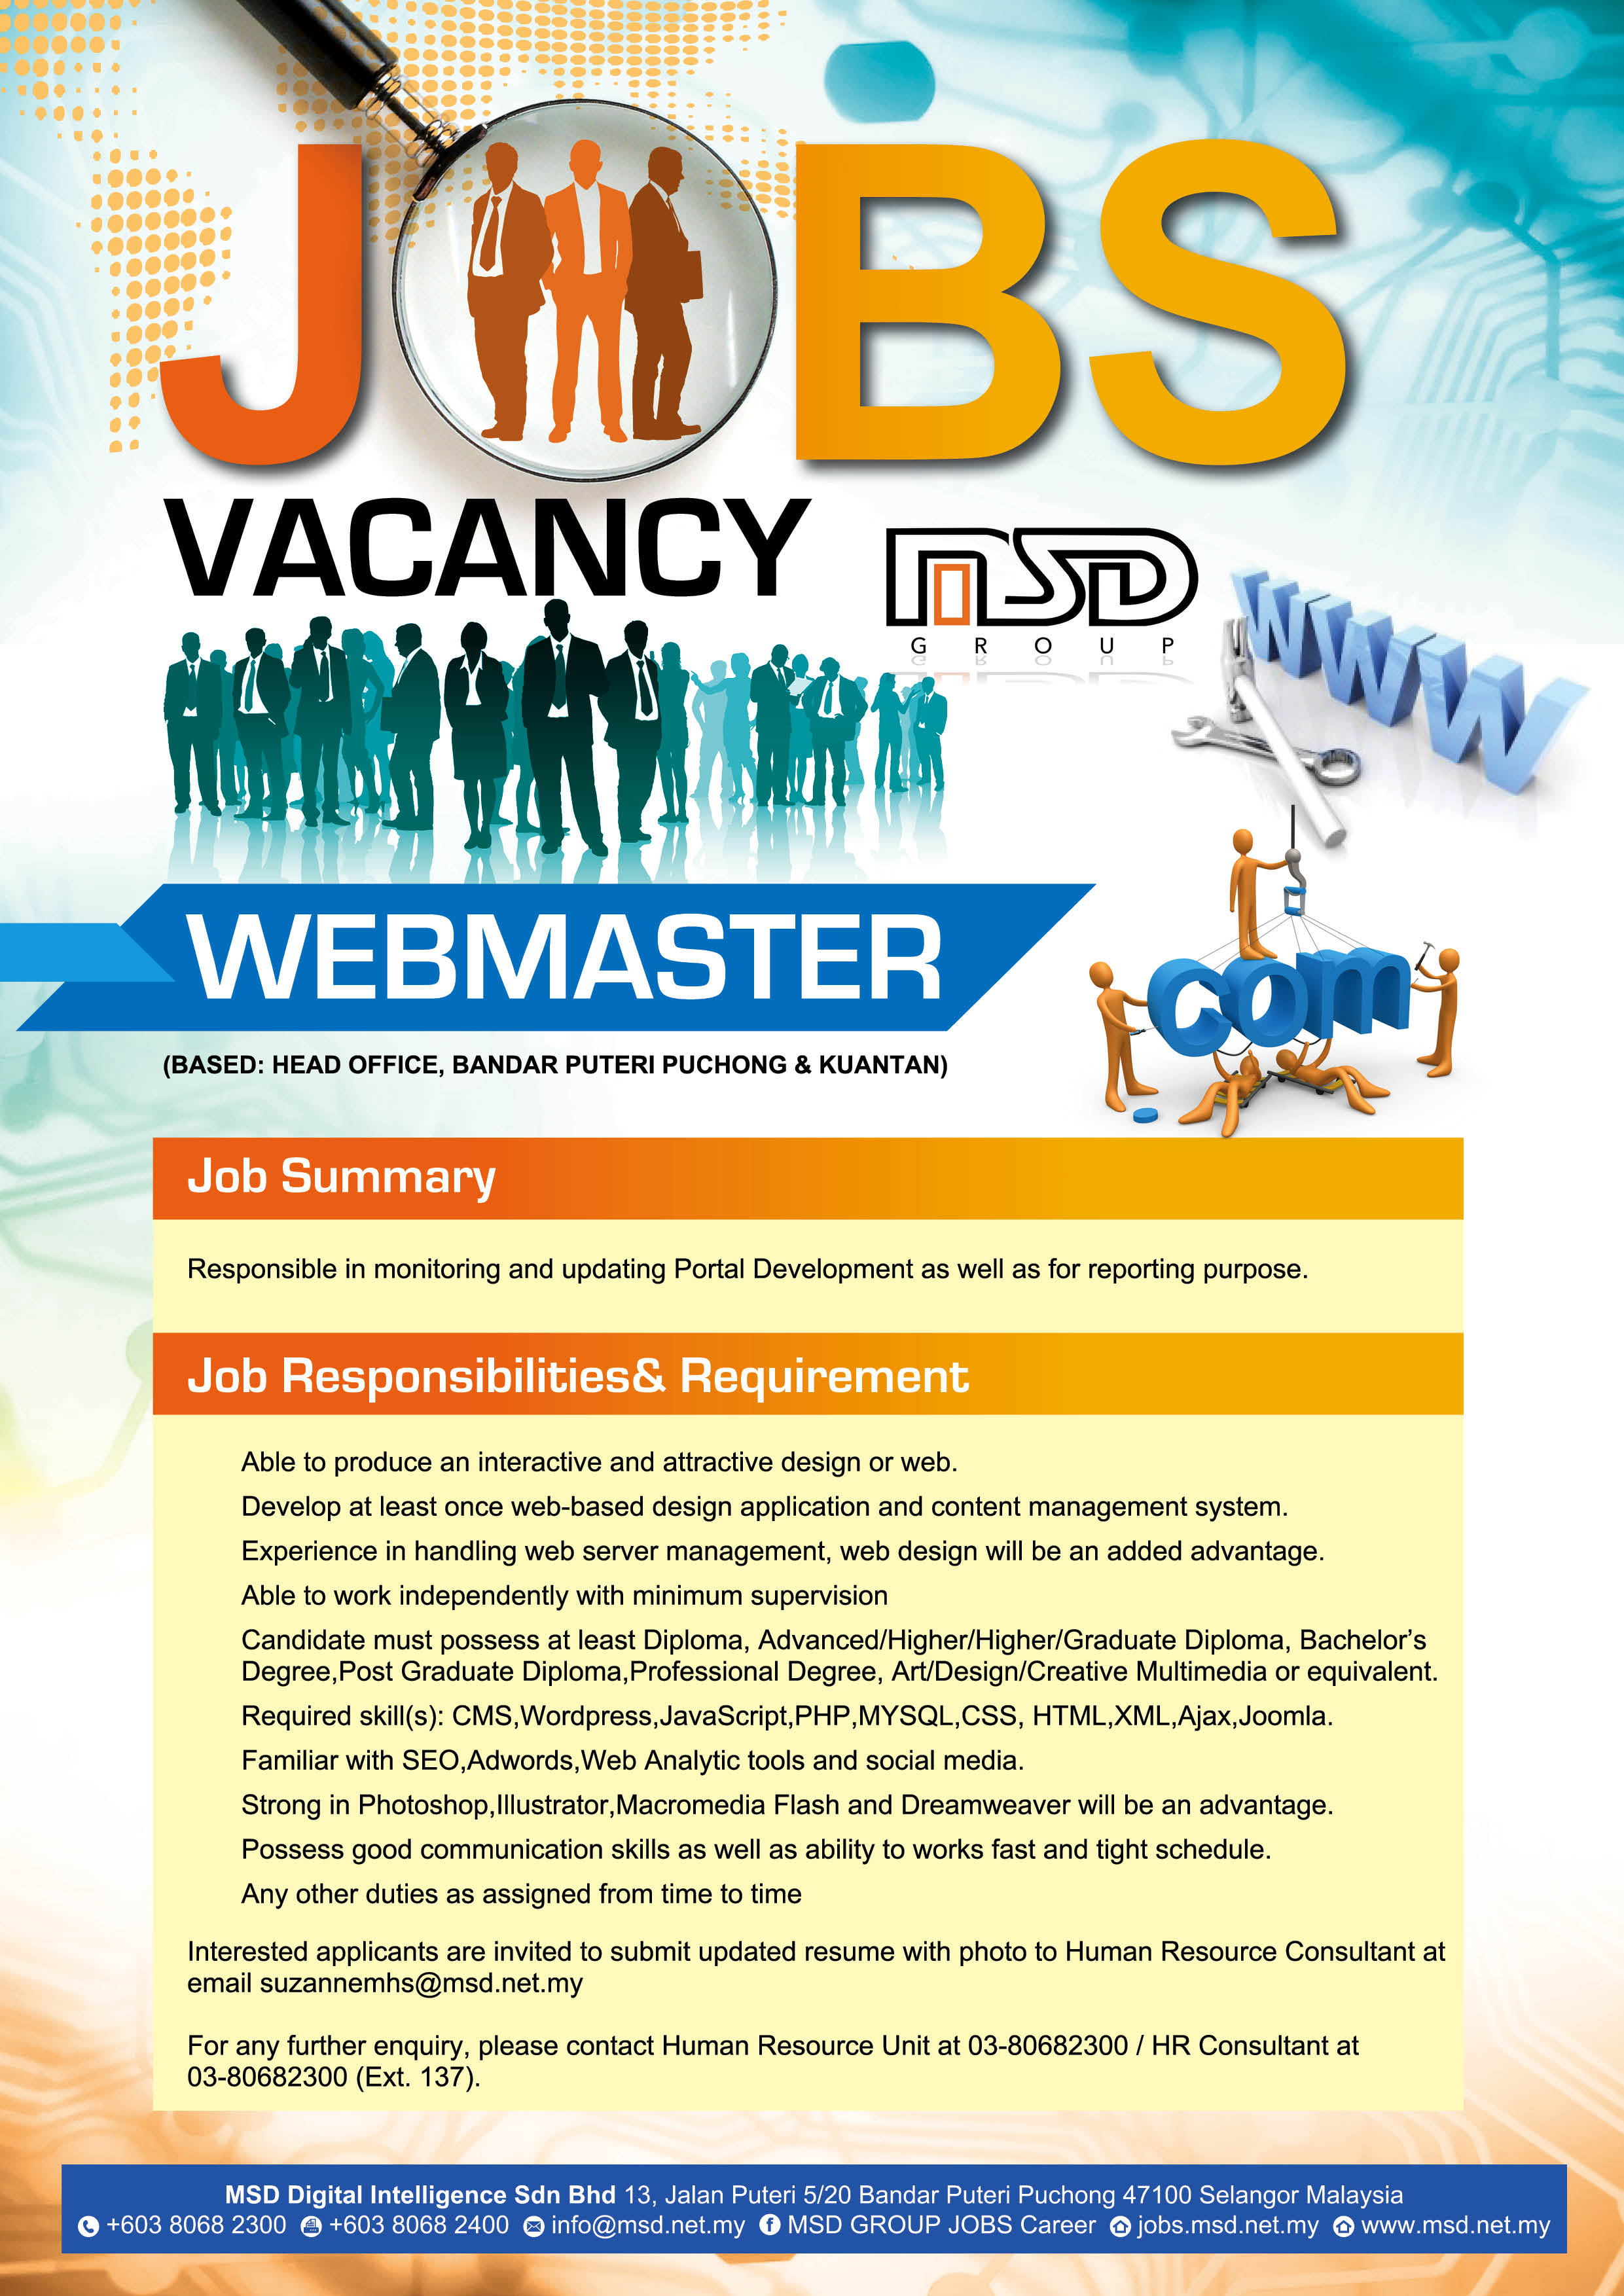 JOBS
VACANCY
MSD
GROUP
WWW
com
WEBMASTER
(BASED: HEAD OFFICE, BANDAR PUTERI PUCHONG & KUANTAN)
Job Summary
Responsible in monitoring and updating Portal Development as well as for reporting purpose.
Job Responsibilities& Requirement
Able to produce an interactive and attractive design or web.
Develop at least once web-based design application and content management system.
Experience in handling web server management, web design will be an added advantage.
Able to work independently with minimum supervision
Candidate must possess at least Diploma, Advanced/Higher/Higher/Graduate Diploma, Bachelor’s
Degree,Post Graduate Diploma,Professional Degree, Art/Design/Creative Multimedia or equivalent.
Required skill(s): CMS,Wordpress,JavaScript,PHP,MYSQL,CSS, HTML,XML,Ajax,Joomla.
Familiar with SEO,Adwords,Web Analytic tools and social media.
Strong in Photoshop,Illustrator,Macromedia Flash and Dreamweaver will be an advantage.
Possess good communication skills as well as ability to works fast and tight schedule.
Any other duties as assigned from time to time
Interested applicants are invited to submit updated resume with photo to Human Resource Consultant at
email suzannemhs@msd.net.my
For any further enquiry, please contact Human Resource Unit at 03-80682300 / HR Consultant at
03-80682300 (Ext. 137).
MSD Digital Intelligence Sdn Bhd 13, Jalan Puteri 5/20 Bandar Puteri Puchong 47100 Selangor Malaysia
+603 8068 2300 +603 8068 2400 info@msd.net.my MSD GROUP JOBS Career jobs.msd.net.my www.msd.net.my